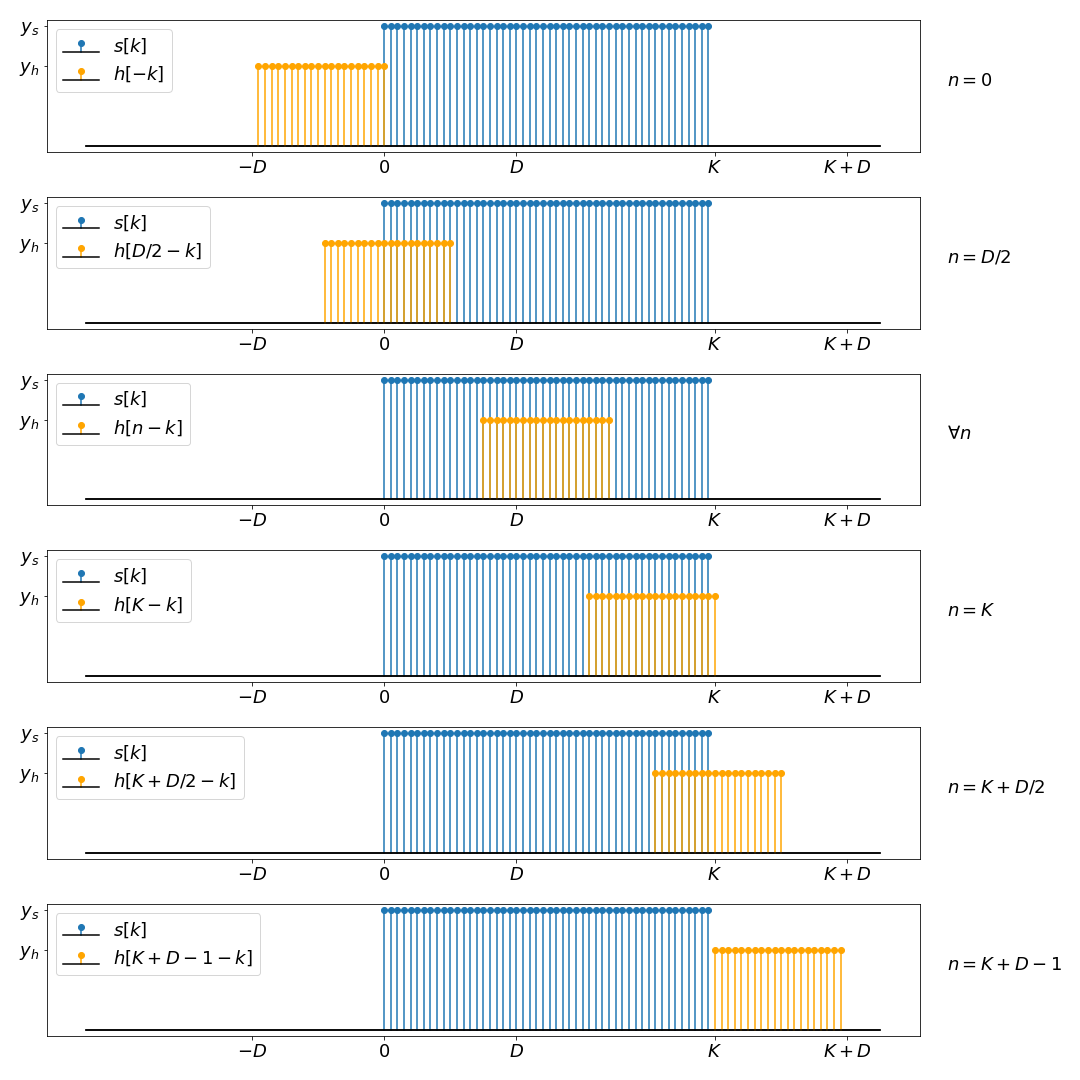 $y_s$
$y_h$
$s[k]$
$h[-k]$
$n = 0$
$-D$ $0$ $D$ $K$ $K + D$
$y_s$
$y_h$
$s[k]$
$h[D/2 - k]$
$n = D/2$
$-D$ $0$ $D$ $K$ $K + D$
$y_s$
$y_h$
$s[k]$
$h[n - k]$
$\forall n$
$-D$ $0$ $D$ $K$ $K + D$
$y_s$
$y_h$
$s[k]$
$h[K - k]$
$n = K$
$-D$ $0$ $D$ $K$ $K + D$
$y_s$
$y_h$
$s[k]$
$h[K + D/2 - k]$
$n = K + D/2$
$-D$ $0$ $D$ $K$ $K + D$
$y_s$
$y_h$
$s[k]$
$h[K + D - 1 - k]$
$n = K + D - 1$
$-D$ $0$ $D$ $K$ $K + D$